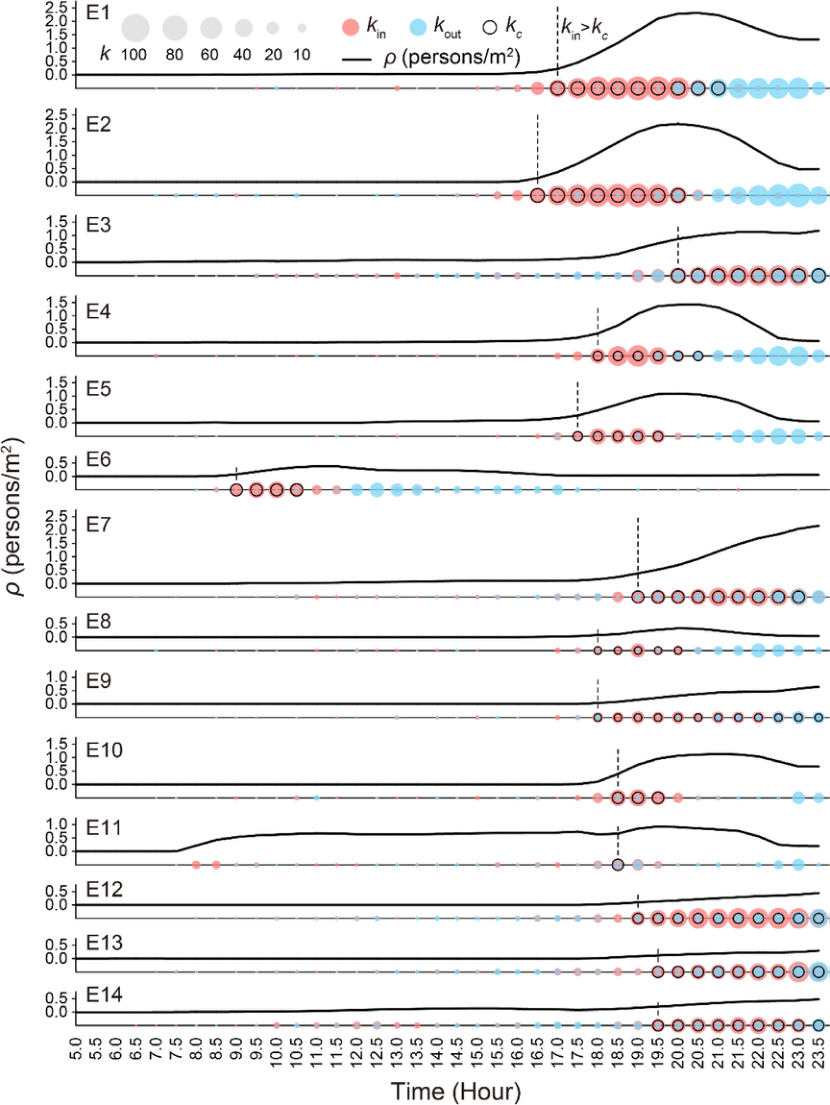 E1
k 100 80 60 40 20 10
kin kout kc
ρ (persons/m²)
kin>kc
2.5
2.0
1.5
1.0
0.5
0.0
E2
2.5
2.0
1.5
1.0
0.5
0.0
E3
1.5
1.0
0.5
0.0
E4
1.5
1.0
0.5
0.0
E5
1.5
1.0
0.5
0.0
E6
0.5
0.0
E7
2.5
2.0
1.5
1.0
0.5
0.0
E8
0.5
0.0
E9
1.0
0.5
0.0
E10
1.5
1.0
0.5
0.0
E11
1.0
0.5
0.0
E12
0.5
0.0
E13
0.5
0.0
E14
0.5
0.0
ρ (persons/m²)
5.0 5.5 6.0 6.5 7.0 7.5 8.0 8.5 9.0 9.5 10.0 10.5 11.0 11.5 12.0 12.5 13.0 13.5 14.0 14.5 15.0 15.5 16.0 16.5 17.0 17.5 18.0 18.5 19.0 19.5 20.0 20.5 21.0 21.5 22.0 22.5 23.0 23.5
Time (Hour)